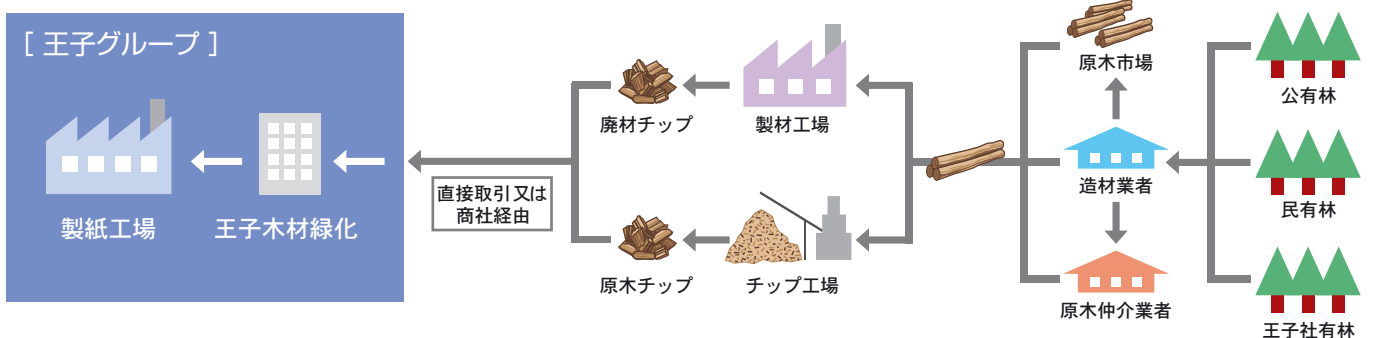 [ 王子グループ ]
製紙工場
王子木材緑化
直接取引又は
商社経由
廃材チップ
製材工場
原木チップ
チップ工場
原木市場
造材業者
原木仲介業者
公有林
民有林
王子社有林